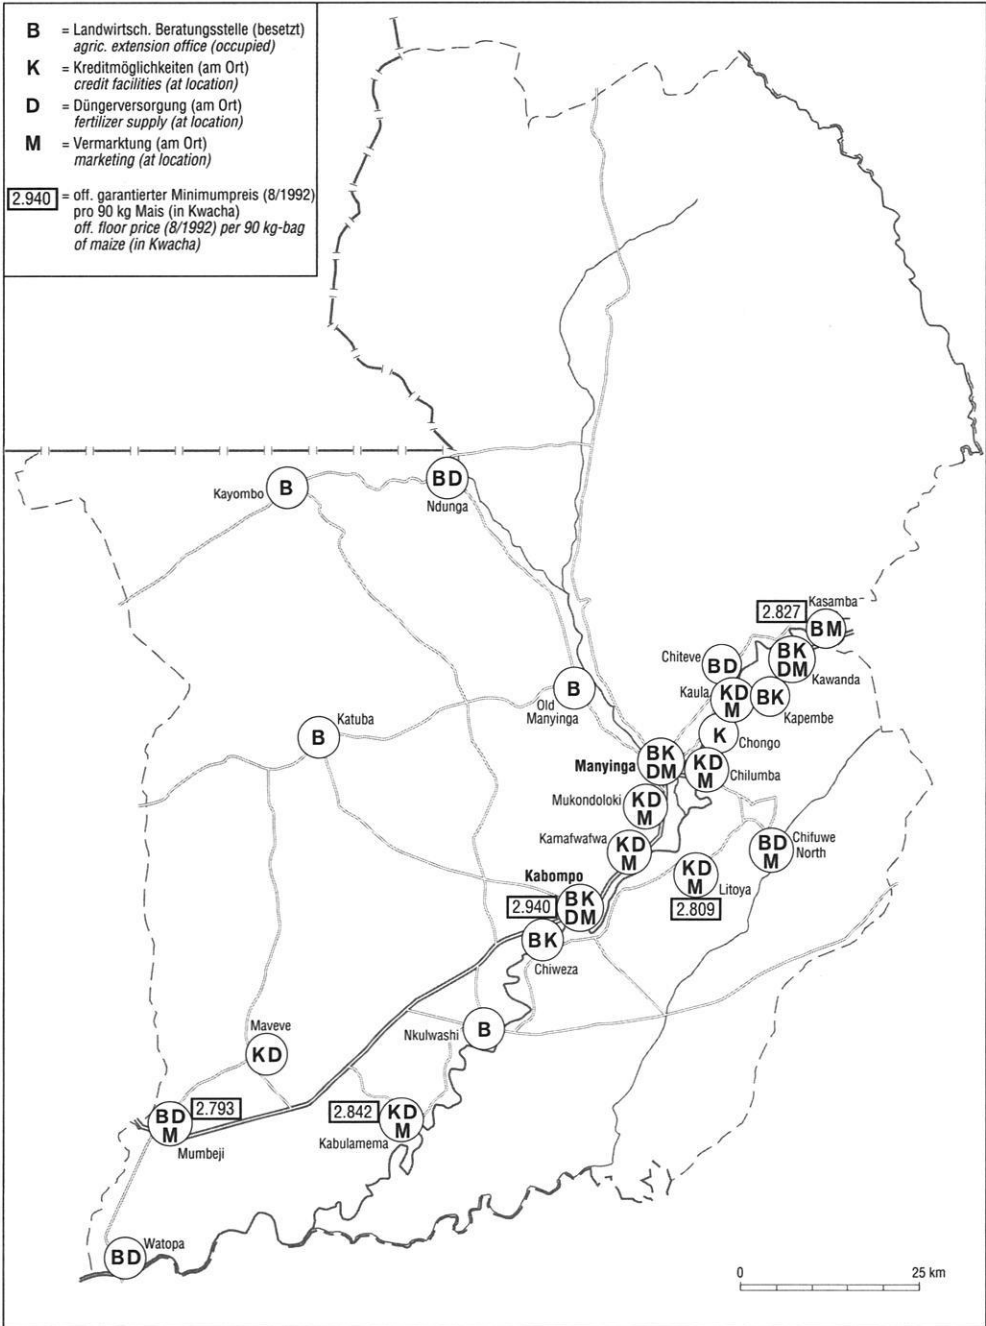 B = Landwirtsch. Beratungsstelle (besetzt)
agric. extension office (occupied)
K = Kreditmöglichkeiten (am Ort)
credit facilities (at location)
D = Düngerversorgung (am Ort)
fertilizer supply (at location)
M = Vermarktung (am Ort)
marketing (at location)
2.940 = off. garantierter Minimumpreis (8/1992)
pro 90 kg Mais (in Kwacha)
off. floor price (8/1992) per 90 kg-bag
of maize (in Kwacha)
Kayombo B
BD
Ndunga
Kasamba
2.827
BM
Chiteve
BD
BK
DM
Kawanda
Kaula
KD
M
BK
Kapembe
B
Old
Manyinga
Katuba
B
K
Chongo
Manyinga
BK
DM
KD
M
Chilumba
Mukondoloki
KD
M
Kamafwafwa
KD
M
BD
M
Chifuwe
North
KD
M
Litoya
2.809
Kabompo
2.940
BK
DM
BK
Chiweza
Nkulwashi
B
Maveve
KD
BD
M
2.793
Mumbeji
2.842
KD
M
Kabulamema
Watopa
BD
0 25 km